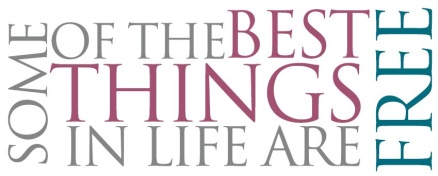 SOME
OF THE BEST
THINGS
IN LIFE ARE
FREE